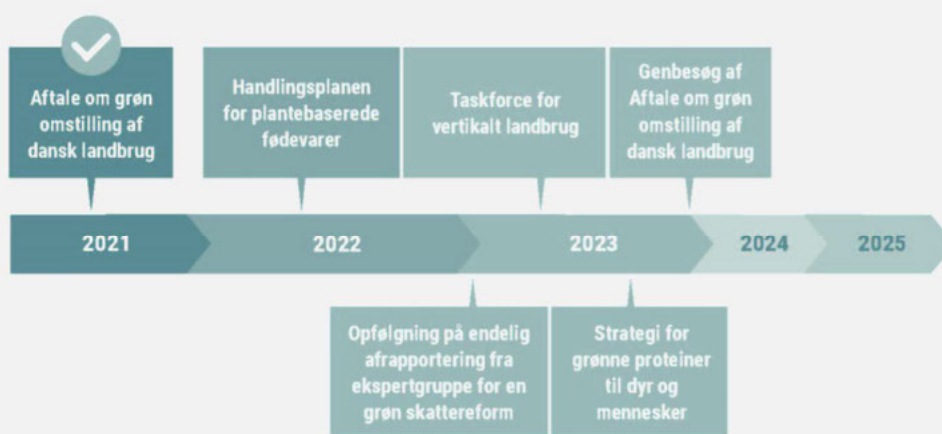 Aftale om grøn
omstilling af
dansk landbrug
Handlingsplanen
for plantebaserede
fødevarer
Taskforce for
vertikalt landbrug
Genbesøg af
Aftale om grøn
omstilling af
dansk landbrug
2021
2022
2023
2024
2025
Opfølgning på endelig
afrapportering fra
ekspertgruppe for en
grøn skattereform
Strategi for
grønne proteiner
til dyr og
mennesker